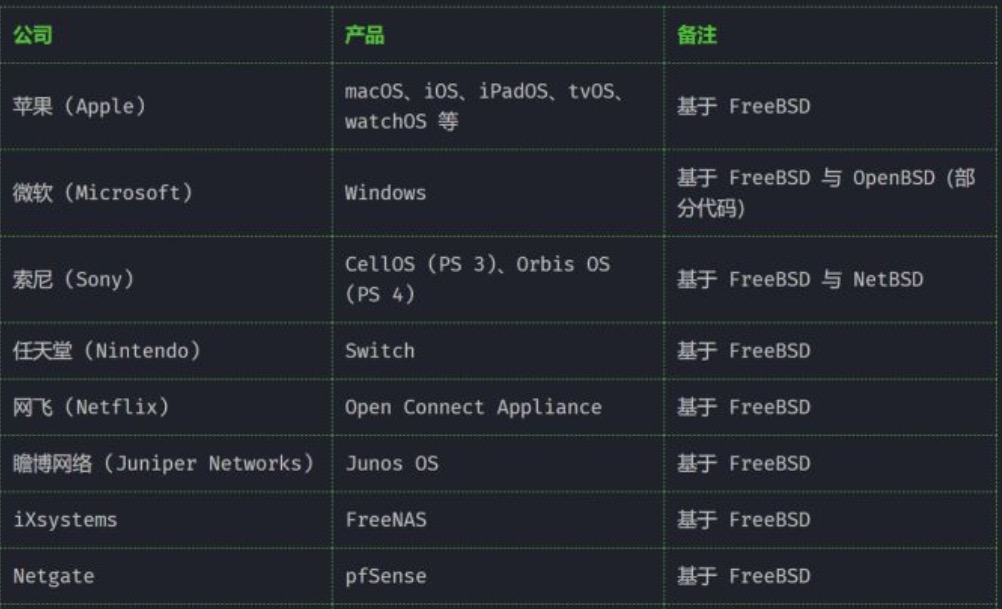 公司 产品 备注
苹果 (Apple) macOS、iOS、iPadOS、tvOS、 基于 FreeBSD
watchOS 等
微软 (Microsoft) Windows 基于 FreeBSD 与 OpenBSD (部
分代码)
索尼 (Sony) CellOS (PS 3)、Orbis OS 基于 FreeBSD 与 NetBSD
(PS 4)
任天堂 (Nintendo) Switch 基于 FreeBSD
网飞 (Netflix) Open Connect Appliance 基于 FreeBSD
瞻博网络 (Juniper Networks) Junos OS 基于 FreeBSD
iXsystems FreeNAS 基于 FreeBSD
Netgate pfSense 基于 FreeBSD